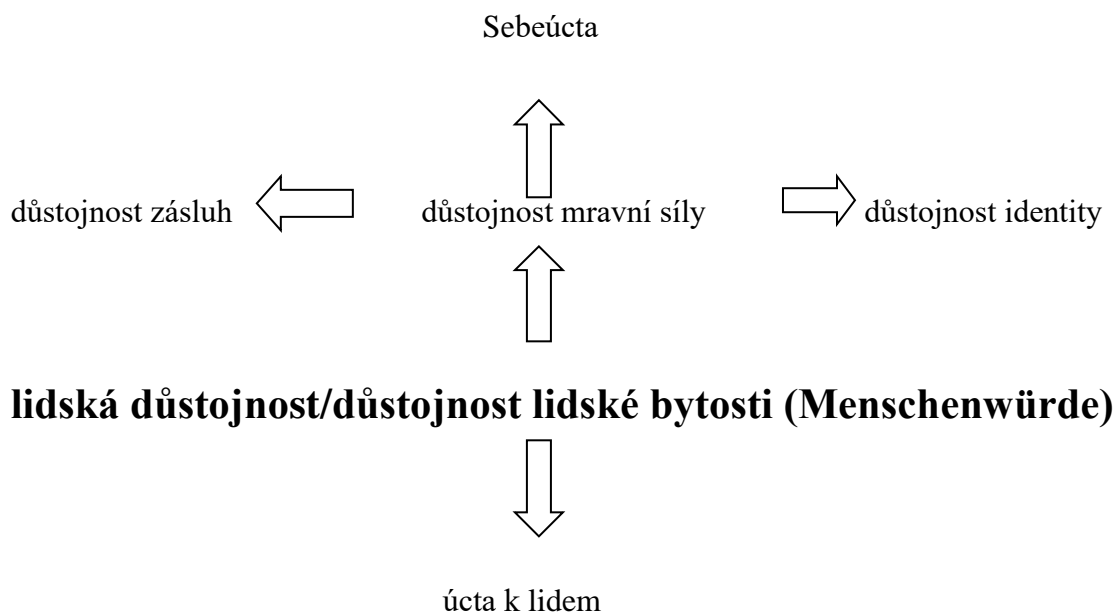 Sebeúcta
důstojnost zásluh důstojnost mravní síly důstojnost identity
lidská důstojnost/důstojnost lidské bytosti (Menschenwürde)
úcta k lidem